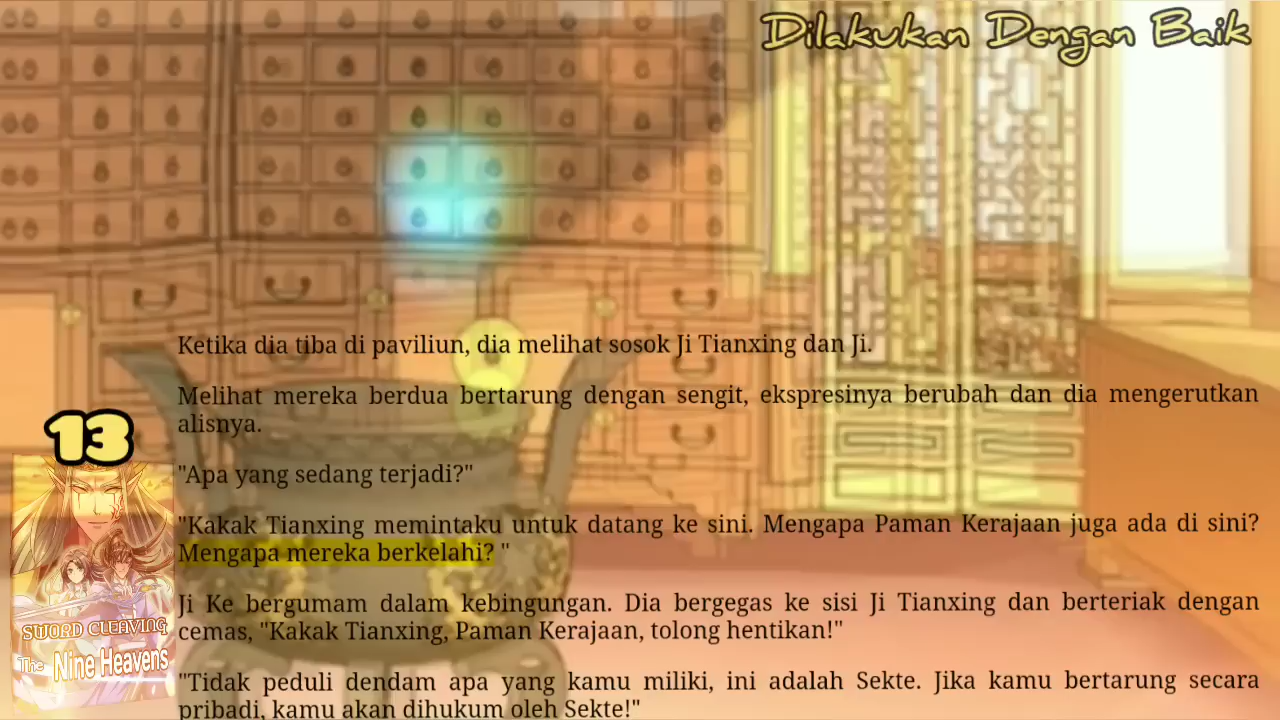 Dilakukan Dengan Baik
Ketika dia tiba di paviliun, dia melihat sosok Ji Tianxing dan Ji.
Melihat mereka berdua bertarung dengan sengit, ekspresinya berubah dan dia mengerutkan
alisnya.
"Apa yang sedang terjadi?"
"Kakak Tianxing memintaku untuk datang ke sini. Mengapa Paman Kerajaan juga ada di sini?
Mengapa mereka berkelahi? "
Ji Ke bergumam dalam kebingungan. Dia bergegas ke sisi Ji Tianxing dan berteriak dengan
cemas, "Kakak Tianxing, Paman Kerajaan, tolong hentikan!"
"Tidak peduli dendam apa yang kamu miliki, ini adalah Sekte. Jika kamu bertarung secara
pribadi, kamu akan dihukum oleh Sekte!"
13
SWORD CLEAVING
The Nine Heavens